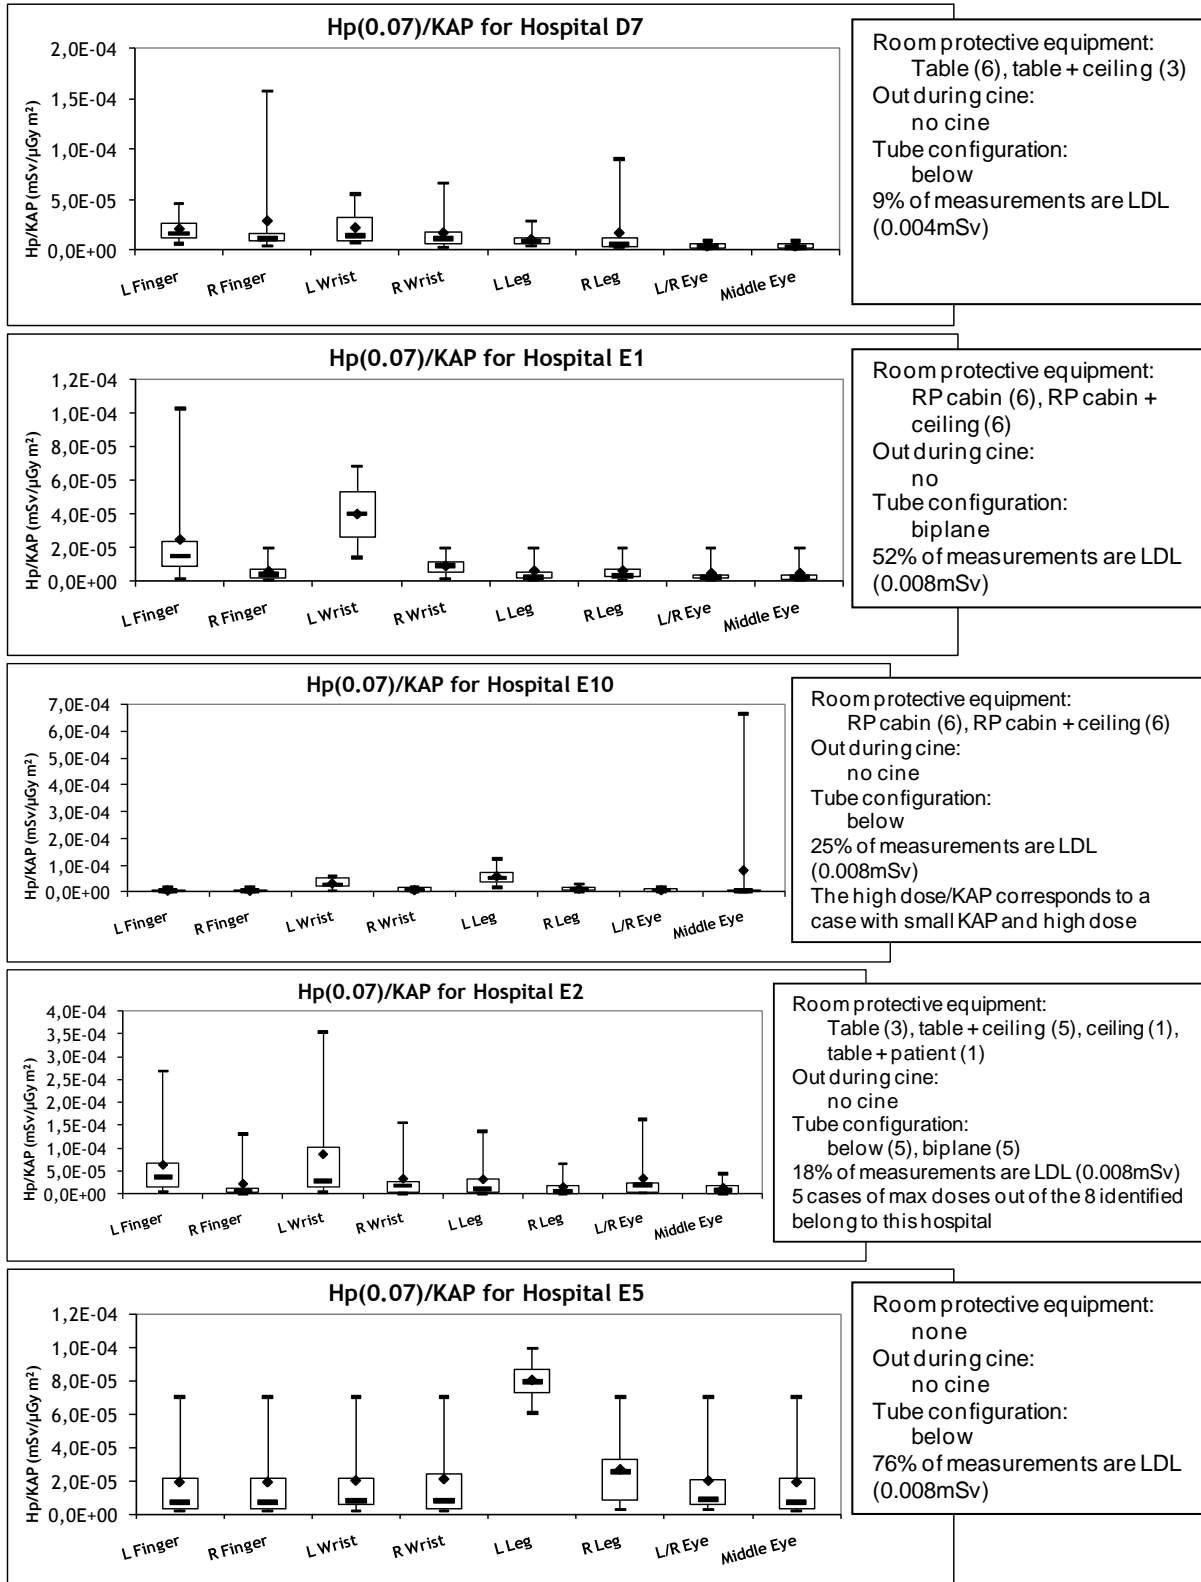 Hp(0.07)/KAP for Hospital D7
Hp/KAP (mSv/µGy m²)
2,0E-04
1,5E-04
1,0E-04
5,0E-05
0,0E+00
L Finger
R Finger
L Wrist
R Wrist
L Leg
R Leg
L/R Eye
Middle Eye
Room protective equipment:
Table (6), table + ceiling (3)
Out during cine:
no cine
Tube configuration:
below
9% of measurements are LDL
(0.004mSv)
Hp(0.07)/KAP for Hospital E1
Hp/KAP (mSv/µGy m²)
1,2E-04
1,0E-04
8,0E-05
6,0E-05
4,0E-05
2,0E-05
0,0E+00
L Finger
R Finger
L Wrist
R Wrist
L Leg
R Leg
L/R Eye
Middle Eye
Room protective equipment:
RP cabin (6), RP cabin +
ceiling (6)
Out during cine:
no
Tube configuration:
biplane
52% of measurements are LDL
(0.008mSv)
Hp(0.07)/KAP for Hospital E10
Hp/KAP (mSv/µGy m²)
7,0E-04
6,0E-04
5,0E-04
4,0E-04
3,0E-04
2,0E-04
1,0E-04
0,0E+00
L Finger
R Finger
L Wrist
R Wrist
L Leg
R Leg
L/R Eye
Middle Eye
Room protective equipment:
RP cabin (6), RP cabin + ceiling (6)
Out during cine:
no cine
Tube configuration:
below
25% of measurements are LDL
(0.008mSv)
The high dose/KAP corresponds to a
case with small KAP and high dose
Hp(0.07)/KAP for Hospital E2
Hp/KAP (mSv/µGy m²)
4,0E-04
3,5E-04
3,0E-04
2,5E-04
2,0E-04
1,5E-04
1,0E-04
5,0E-05
0,0E+00
L Finger
R Finger
L Wrist
R Wrist
L Leg
R Leg
L/R Eye
Middle Eye
Room protective equipment:
Table (3), table + ceiling (5), ceiling (1),
table + patient (1)
Out during cine:
no cine
Tube configuration:
below (5), biplane (5)
18% of measurements are LDL (0.008mSv)
5 cases of max doses out of the 8 identified
belong to this hospital
Hp(0.07)/KAP for Hospital E5
Hp/KAP (mSv/µGy m²)
1,2E-04
1,0E-04
8,0E-05
6,0E-05
4,0E-05
2,0E-05
0,0E+00
L Finger
R Finger
L Wrist
R Wrist
L Leg
R Leg
L/R Eye
Middle Eye
Room protective equipment:
none
Out during cine:
no cine
Tube configuration:
below
76% of measurements are LDL
(0.008mSv)